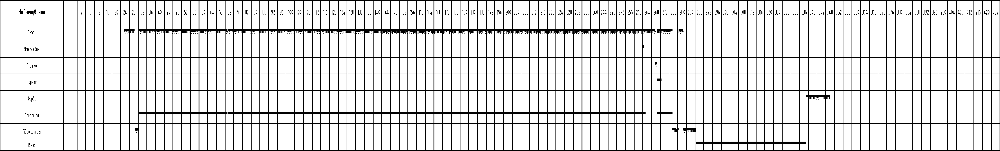 Найменування 4 8 12 16 20 24 28 32 36 40 44 48 52 56 60 64 68 72 76 80 84 88 92 96 100 104 108 112 116 120 124 128 132 136 140 144 148 152 156 160 164 168 172 176 180 184 188 192 196 200 204 208 212 216 220 224 228 232 236 240 244 248 252 256 260 264 268 272 276 280 284 288 292 296 300 304 308 312 316 320 324 328 332 336 340 344 348 352 356 360 364 368 372 376 380 384 388 392 396 400 404 408 412 416 420 424
Бетон
Утеплювач
Плитка
Паркет
Фарба
Арматура
Гідроізоляція
Вікно